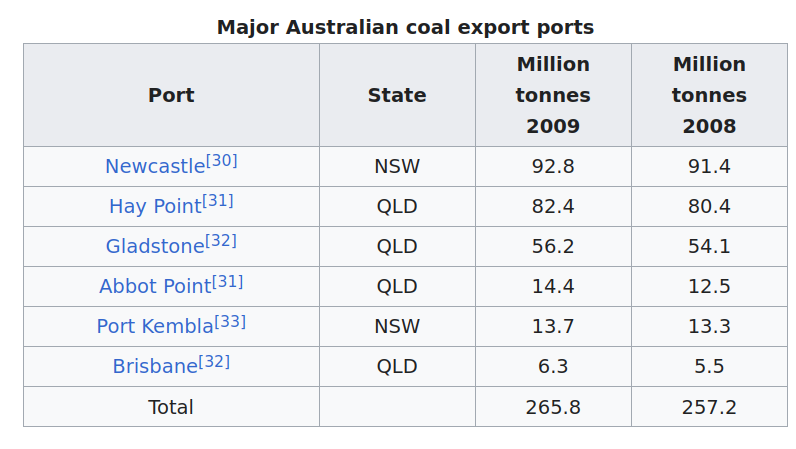 Major Australian coal export ports
Port State Million tonnes 2009 Million tonnes 2008
Newcastle[30] NSW 92.8 91.4
Hay Point[31] QLD 82.4 80.4
Gladstone[32] QLD 56.2 54.1
Abbot Point[31] QLD 14.4 12.5
Port Kembla[33] NSW 13.7 13.3
Brisbane[32] QLD 6.3 5.5
Total 265.8 257.2